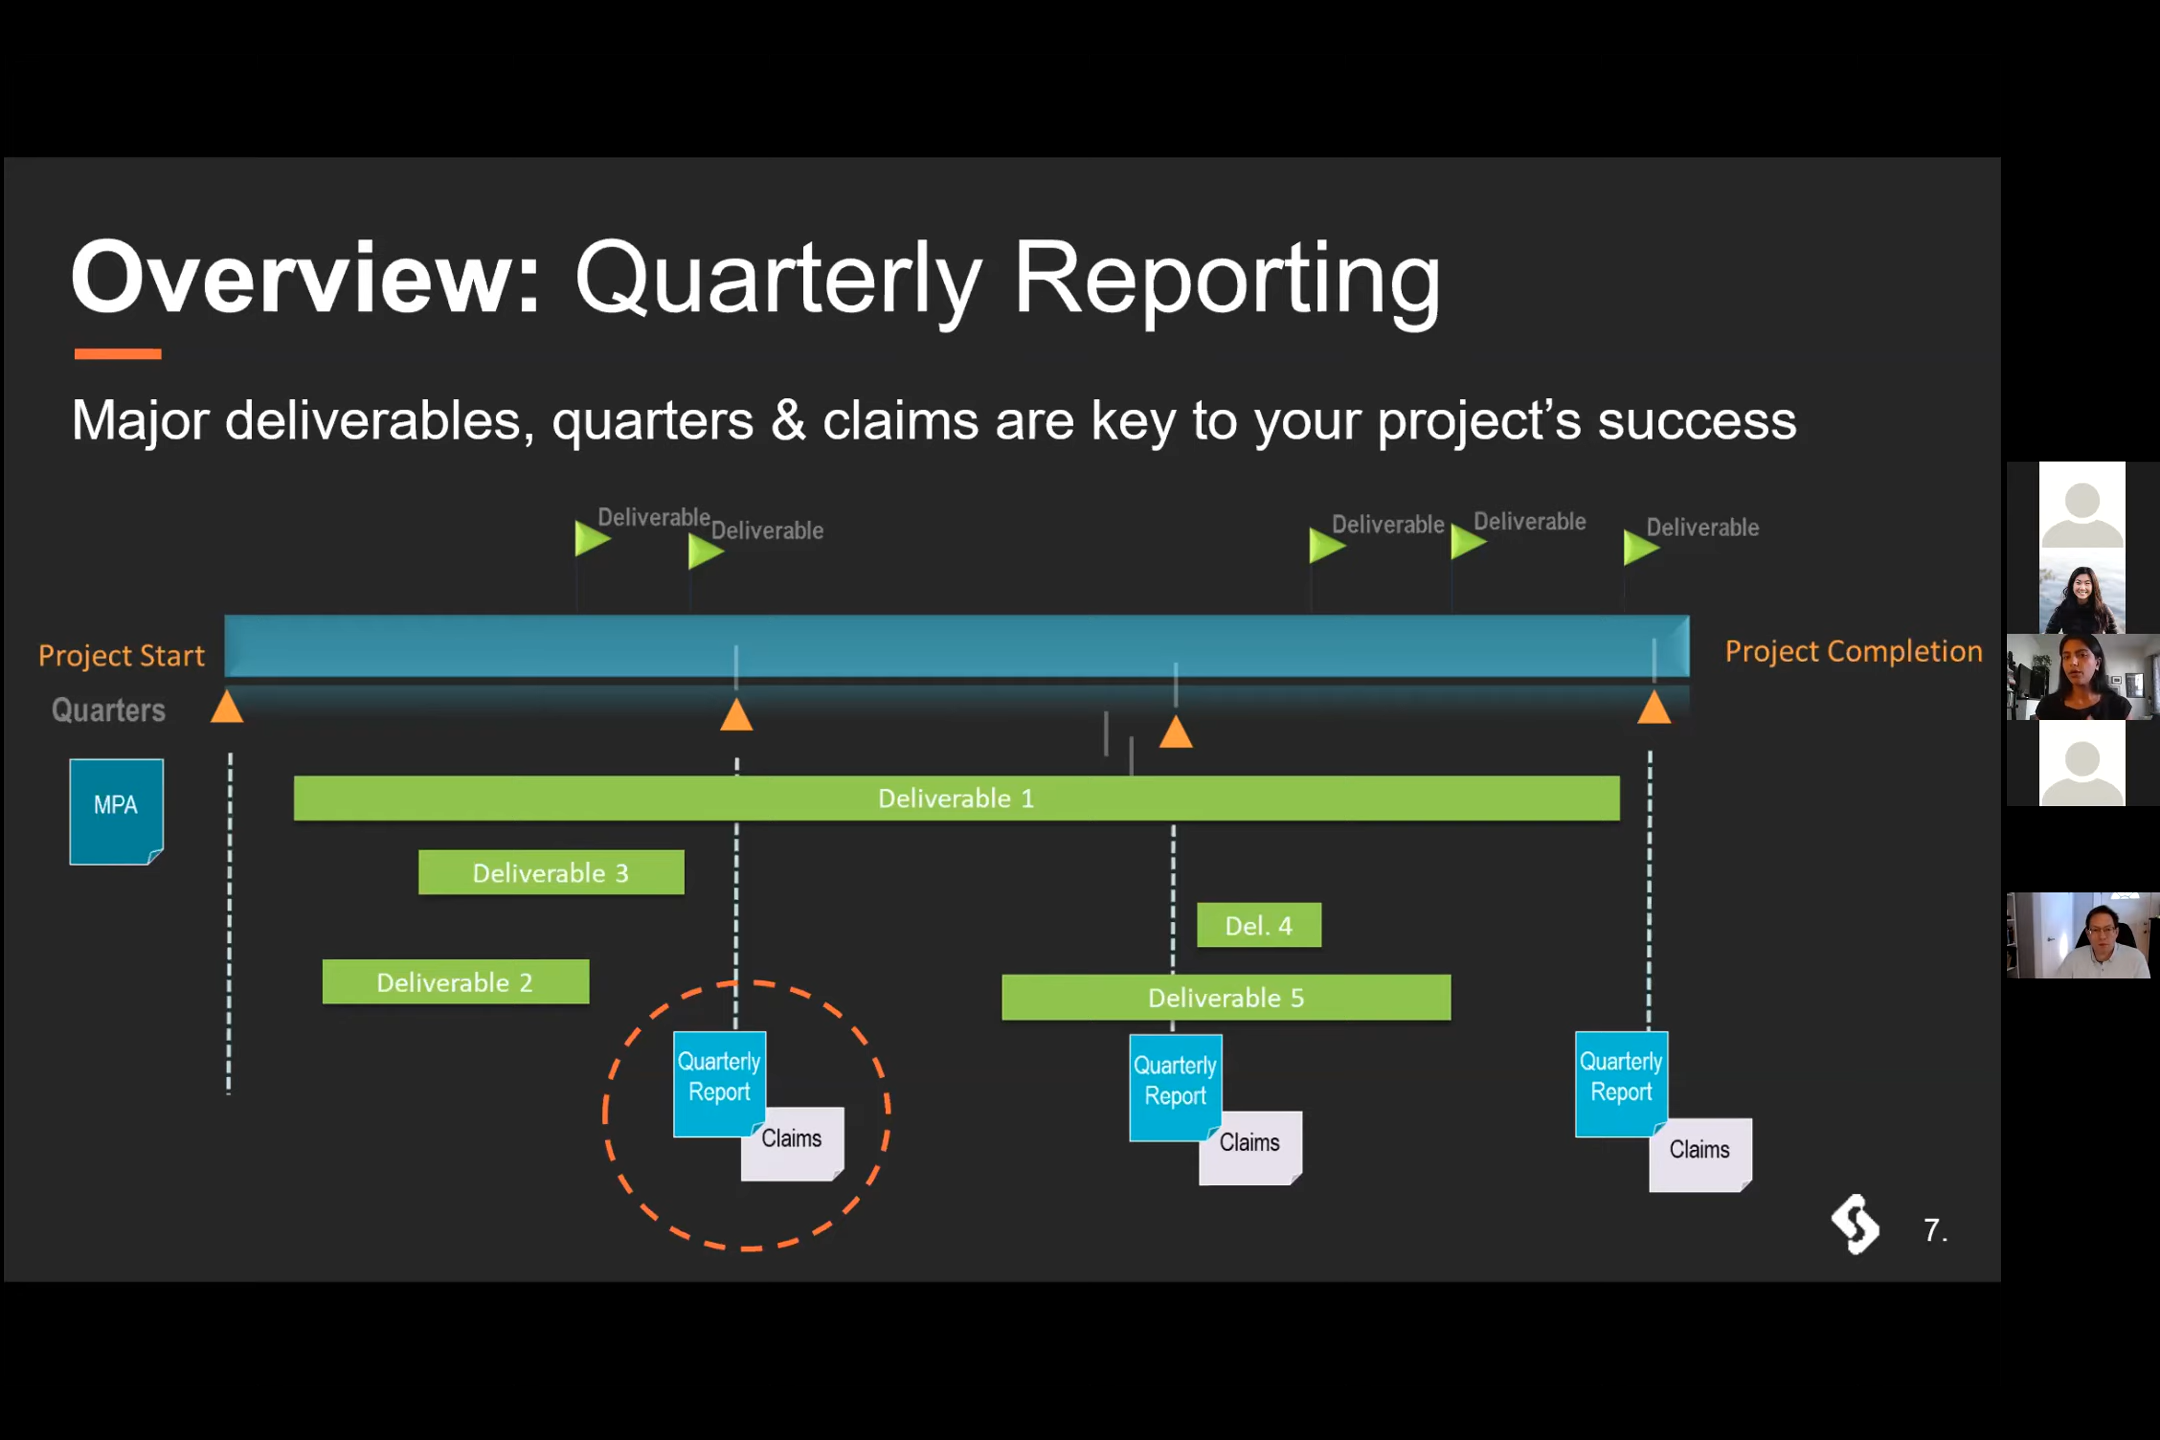 Overview: Quarterly Reporting
Major deliverables, quarters & claims are key to your project’s success
Deliverable
Deliverable
Deliverable
Deliverable
Deliverable
Project Start
Project Completion
Quarters
MPA
Deliverable 1
Deliverable 3
Del. 4
Deliverable 2
Deliverable 5
Quarterly
Report
Claims
Quarterly
Report
Claims
Quarterly
Report
Claims
7.